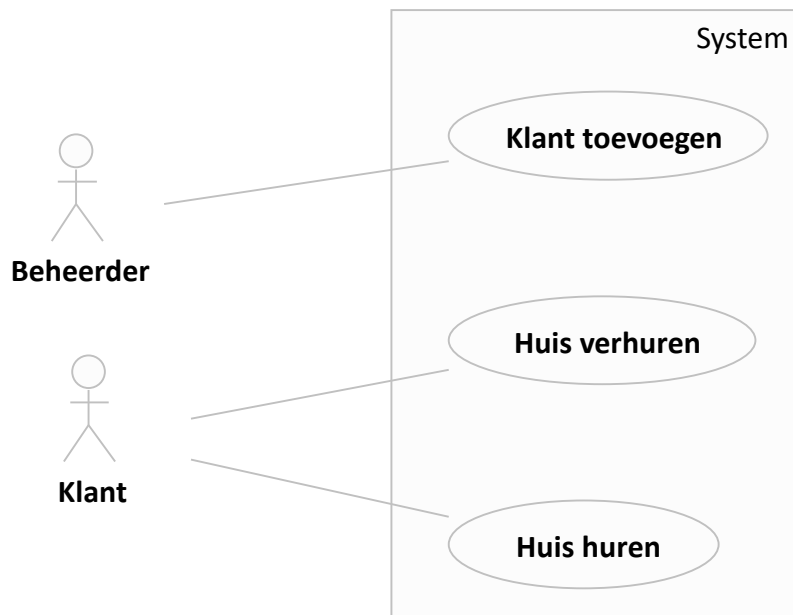 System
Klant toevoegen
Beheerder
Huis verhuren
Klant
Huis huren